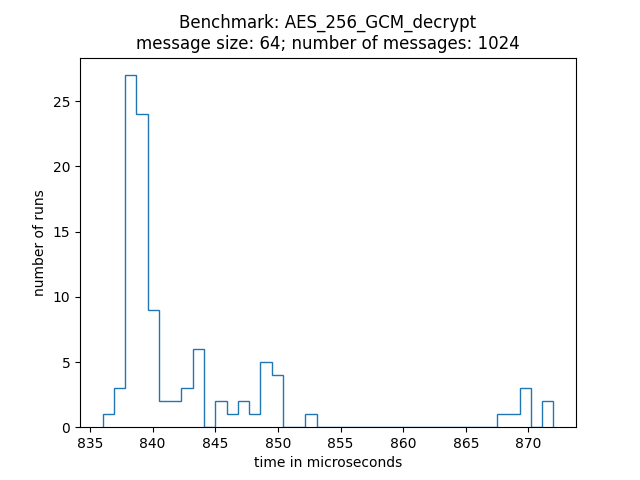 Benchmark: AES_256_GCM_decrypt
message size: 64; number of messages: 1024
25
20
15
10
5
0
number of runs
835 840 845 850 855 860 865 870
time in microseconds